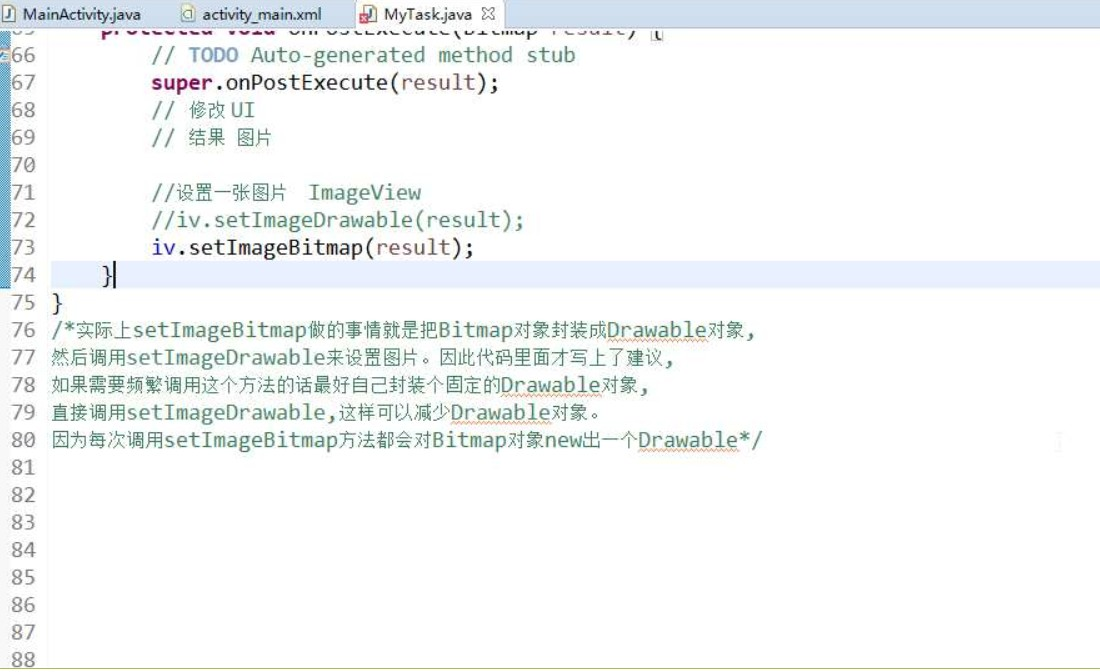 MainActivity.java activity_main.xml MyTask.java
protected void onPostExecute(Bitmap result) {
66 // TODO Auto-generated method stub
67 super.onPostExecute(result);
68 // 修改UI
69 // 结果 图片
70
71 //设置一张图片 ImageView
72 //iv.setImageDrawable(result);
73 iv.setImageBitmap(result);
74 }
75 }
76 /*实际上setImageBitmap做的事情就是把Bitmap对象封装成Drawable对象,
77 然后调用setImageDrawable来设置图片。因此代码里面才写上了建议,
78 如果需要频繁调用这个方法的话最好自己封装个固定的Drawable对象,
79 直接调用setImageDrawable,这样可以减少Drawable对象。
80 因为每次调用setImageBitmap方法都会对Bitmap对象new出一个Drawable*/
81
82
83
84
85
86
87
88